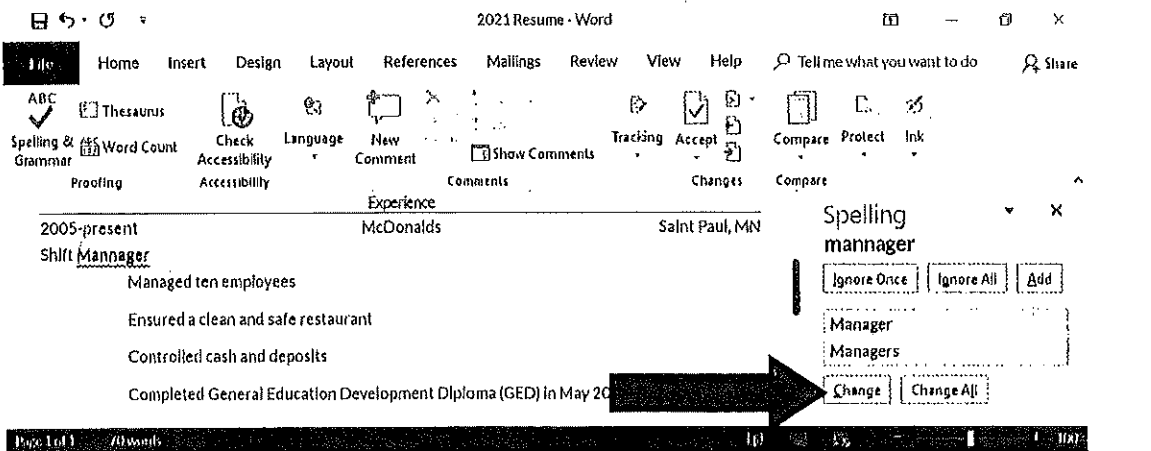 2021 Resume - Word
File Home Insert Design Layout References Mailings Review View Help Tell me what you want to do Share
ABC
Spelling & Grammar
Thesaurus
Word Count
Check Accessibility
Language
New Comment
Show Comments
Tracking
Accept
Compare
Protect
Ink
Proofing Accessibility Comments Changes Compare
Experience
2005-present McDonalds Saint Paul, MN
Shift Mannager
Managed ten employees
Ensured a clean and safe restaurant
Controlled cash and deposits
Completed General Education Development Diploma (GED) in May 20
Spelling
mannager
Ignore Once Ignore All Add
Manager
Managers
Change Change All
Page 1 of 1 70 words
100